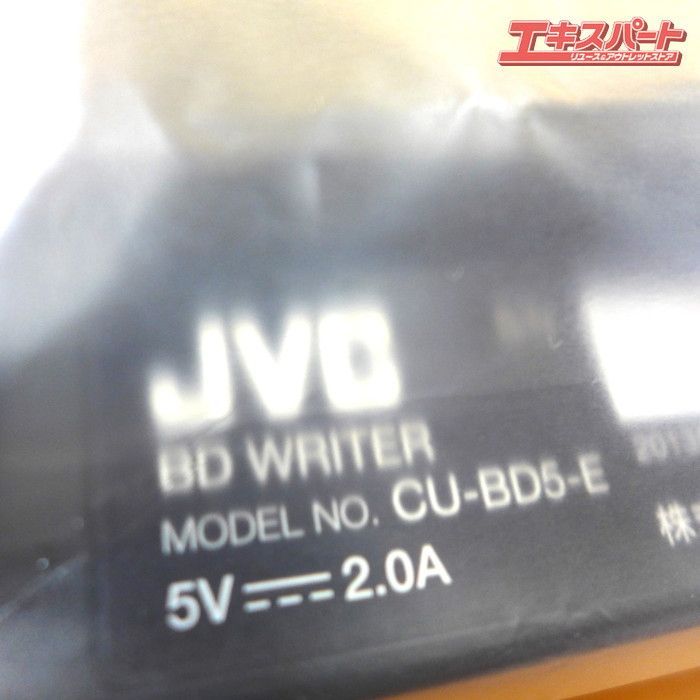 エキスパート
リユース&アウトレットストア
JVC
BD WRITER
MODEL NO. CU-BD5-E
5V 2.0A
201
株